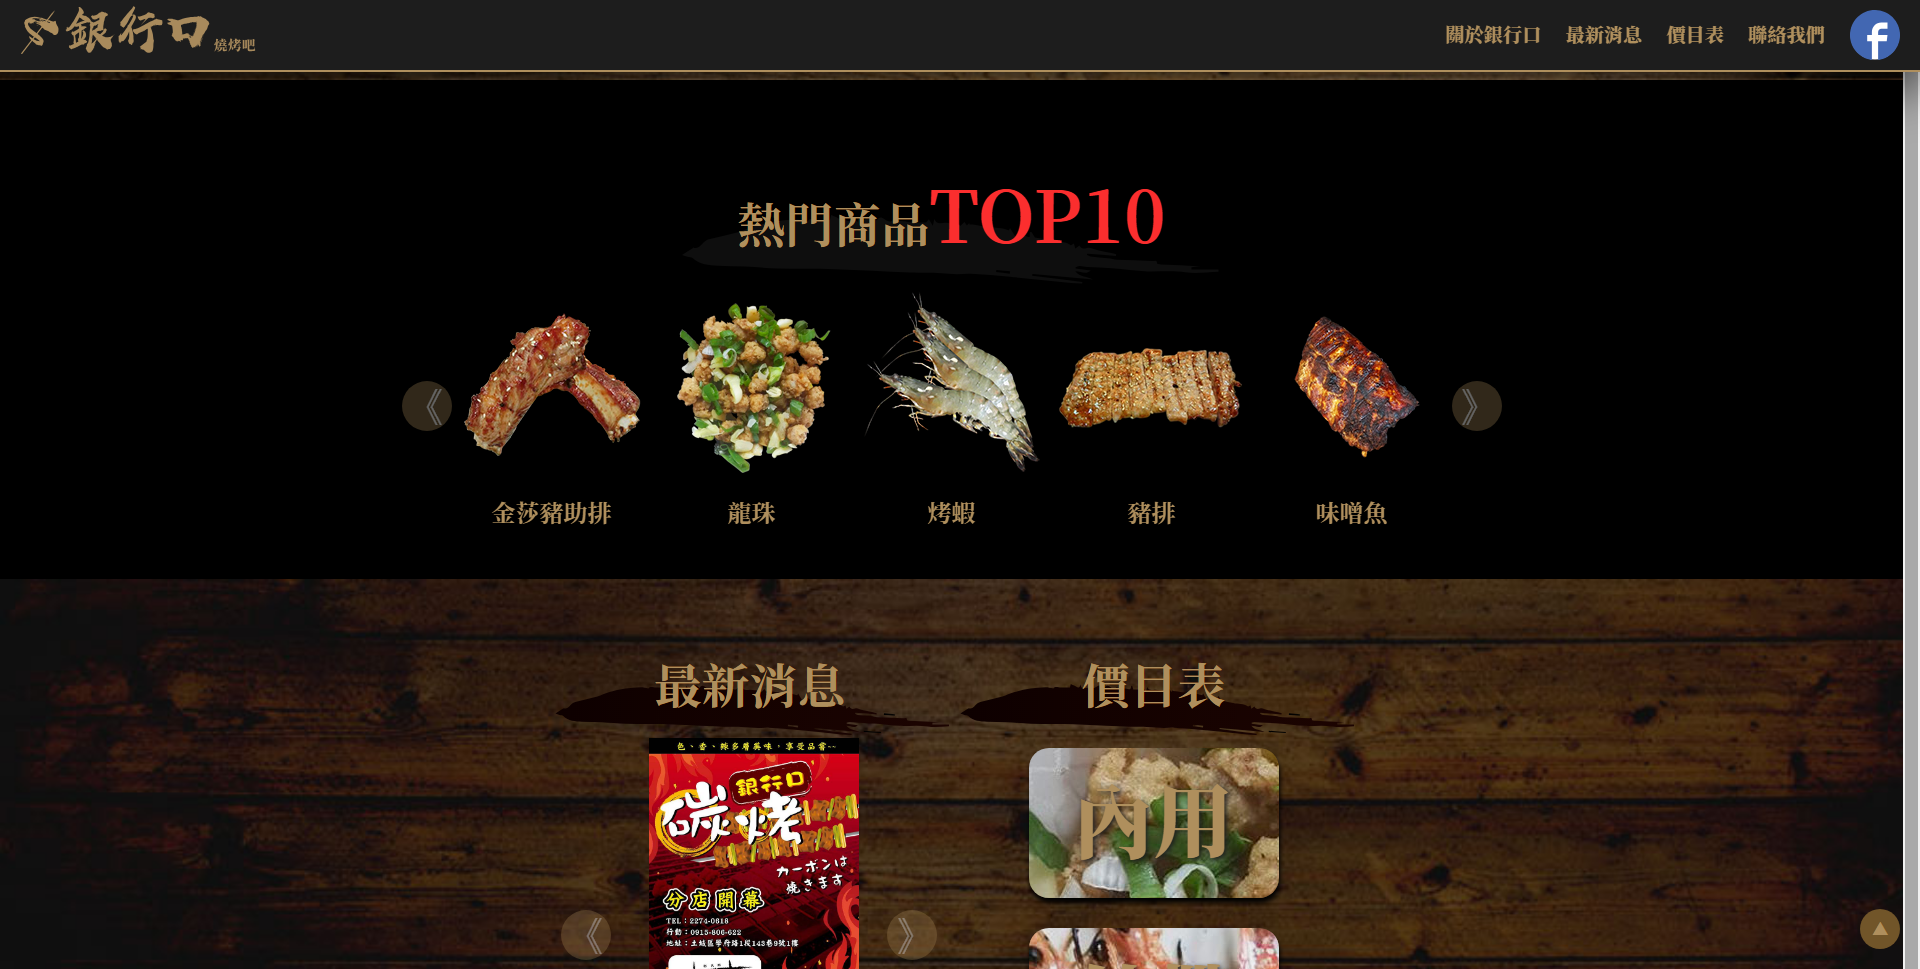 銀行口 燒烤吧
關於銀行口 最新消息 價目表 聯絡我們
熱門商品TOP10
金莎豬助排 龍珠 烤蝦 豬排 味噌魚
最新消息 價目表
色、香、味多層美味，享受品嘗~~
銀行口
碳烤
カーボンは
焼きます
分店開幕
TEL：2274-0618
行動：0915-806-622
地址：土城區學府路1段143巷9號1樓
內用